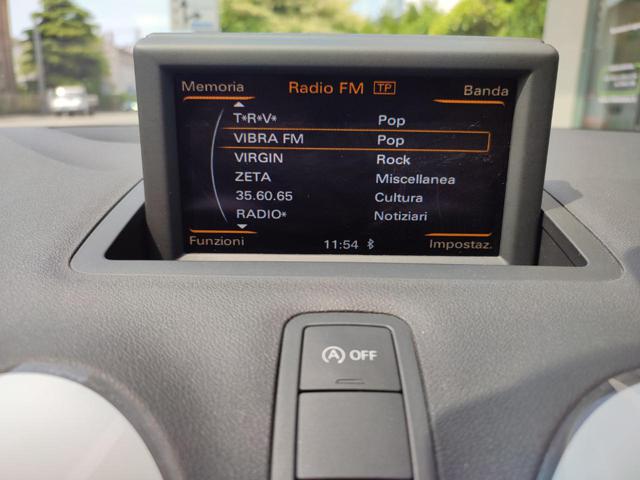 Memoria Radio FM TP Banda
T*R*V* Pop
VIBRA FM Pop
VIRGIN Rock
ZETA Miscellanea
35.60.65 Cultura
RADIO* Notiziari
Funzioni 11:54 Impostaz.
A OFF